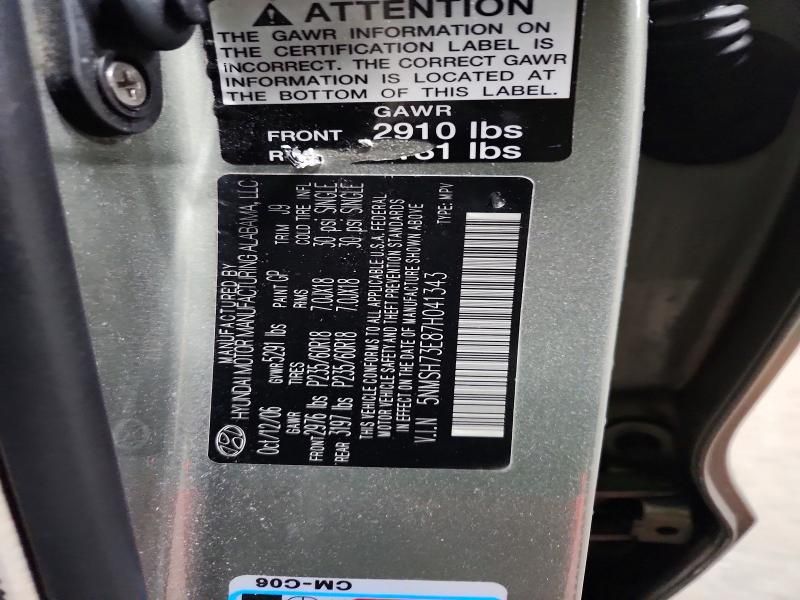 ATTENTION
THE GAWR INFORMATION ON
THE CERTIFICATION LABEL IS
INCORRECT. THE CORRECT GAWR
INFORMATION IS LOCATED AT
THE BOTTOM OF THIS LABEL.
GAWR
FRONT 2910 lbs
lbs
MANUFACTURED BY
HYUNDAI MOTOR MANUFACTURING ALABAMA, LLC
Oct/12/06 GVWR 5291 lbs PAINT GP TRIM J9
GAWR TIRES RIMS COLD TIRE INFL
FRONT 2976 lbs P235/60R18 7.0JX18 30 psi SINGLE
REAR 3197 lbs P235/60R18 7.0JX18 30 psi SINGLE
THIS VEHICLE CONFORMS TO ALL APPLICABLE U.S.A. FEDERAL
MOTOR VEHICLE SAFETY AND THEFT PREVENTION STANDARDS
IN EFFECT ON THE DATE OF MANUFACTURE SHOWN ABOVE
V.I.N 5NMSH73E87H041343 TYPE: MPV
CM-C06